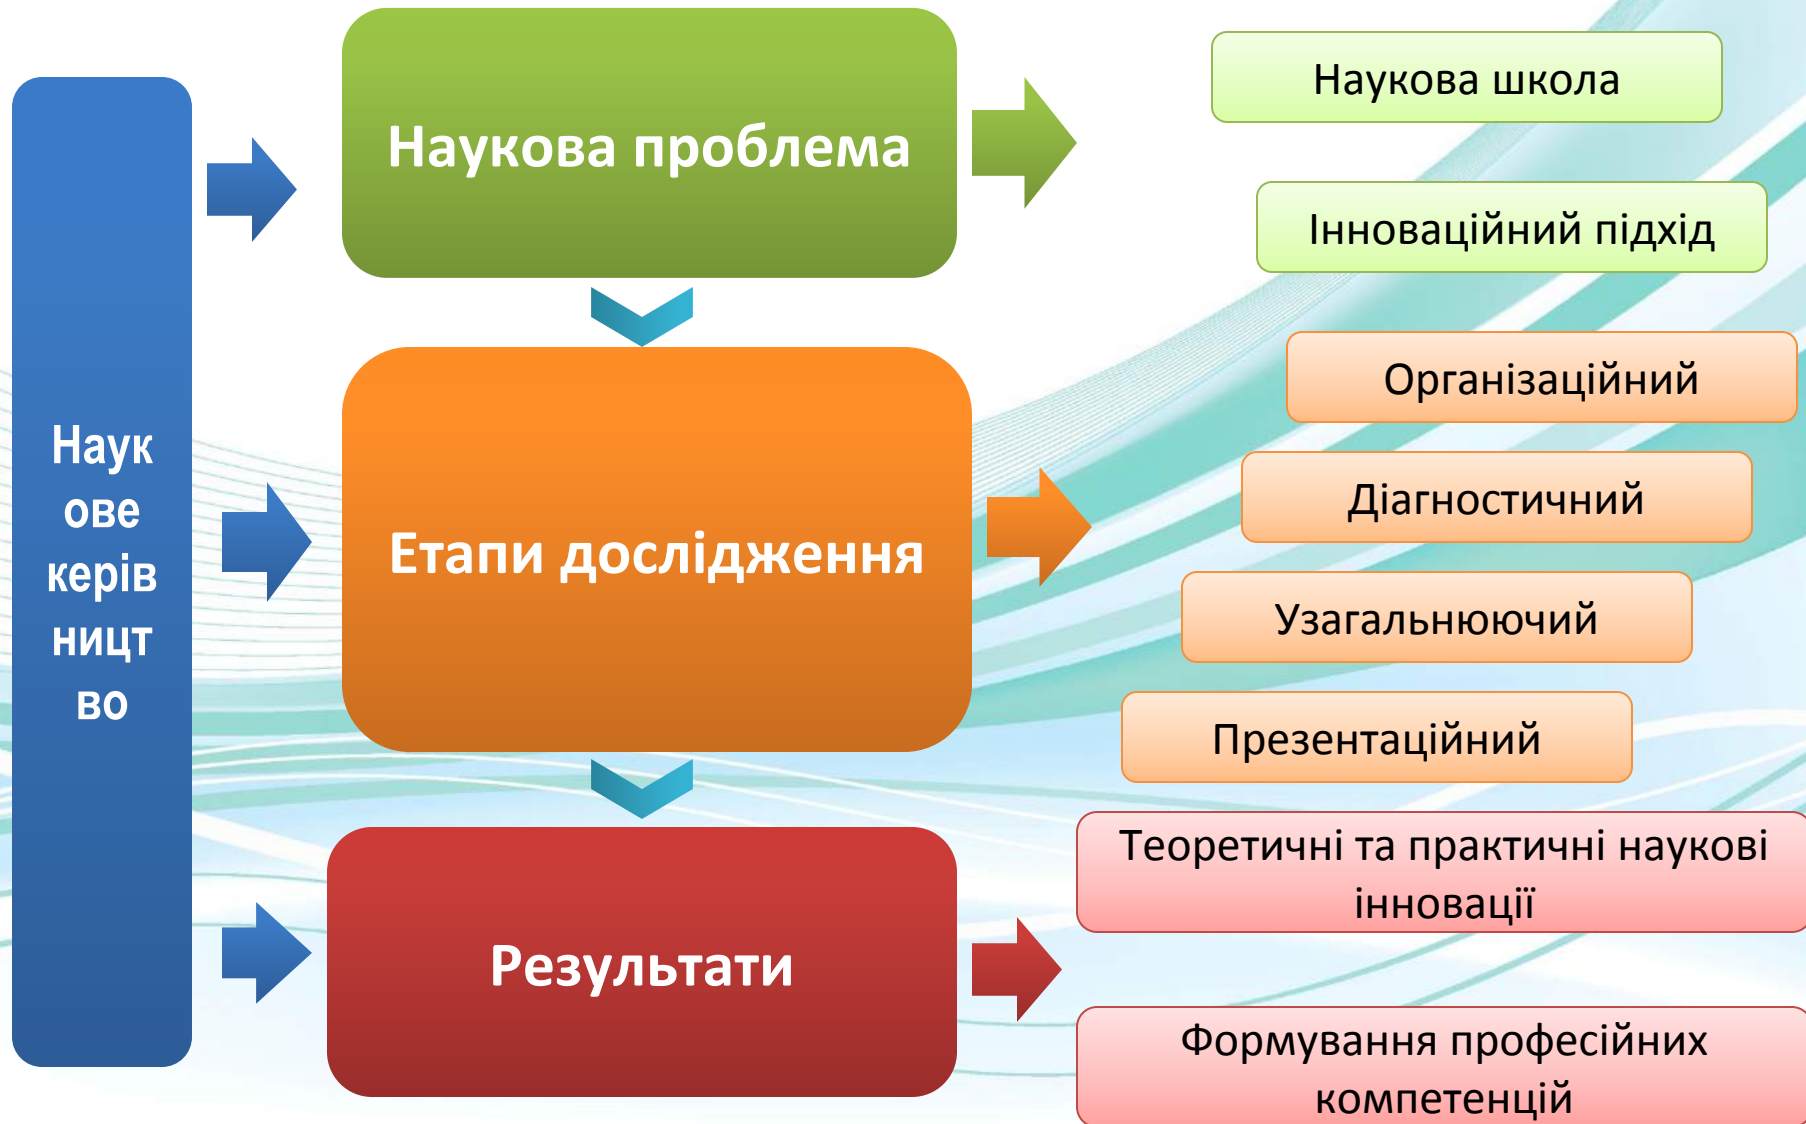 Наук
ове
керів
ницт
во
Наукова проблема
Наукова школа
Інноваційний підхід
Етапи дослідження
Організаційний
Діагностичний
Узагальнюючий
Презентаційний
Результати
Теоретичні та практичні наукові
інновації
Формування професійних
компетенцій